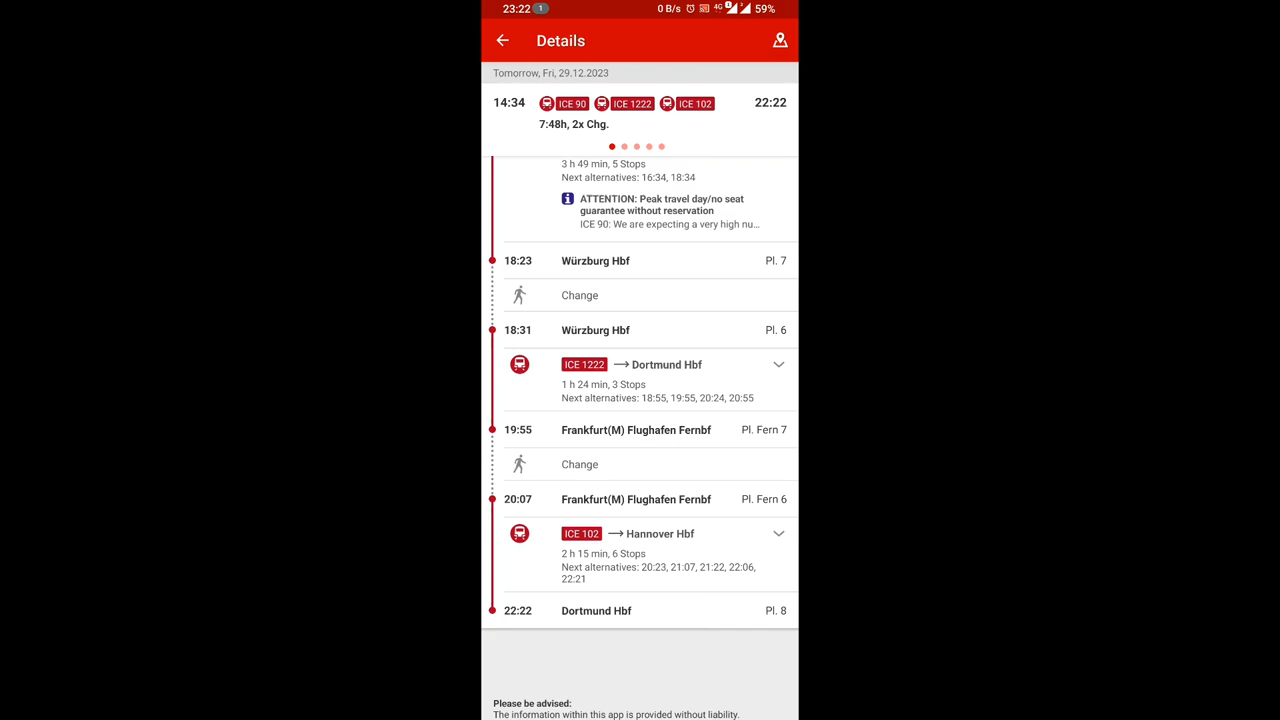 23:22 1 0 B/s 4G 59%
Details
Tomorrow, Fri, 29.12.2023
14:34 ICE 90 ICE 1222 ICE 102 22:22
7:48h, 2x Chg.
3 h 49 min, 5 Stops
Next alternatives: 16:34, 18:34
ATTENTION: Peak travel day/no seat
guarantee without reservation
ICE 90: We are expecting a very high nu...
18:23 Würzburg Hbf Pl. 7
Change
18:31 Würzburg Hbf Pl. 6
ICE 1222 → Dortmund Hbf
1 h 24 min, 3 Stops
Next alternatives: 18:55, 19:55, 20:24, 20:55
19:55 Frankfurt(M) Flughafen Fernbf Pl. Fern 7
Change
20:07 Frankfurt(M) Flughafen Fernbf Pl. Fern 6
ICE 102 → Hannover Hbf
2 h 15 min, 6 Stops
Next alternatives: 20:23, 21:07, 21:22, 22:06,
22:21
22:22 Dortmund Hbf Pl. 8
Please be advised:
The information within this app is provided without liability.